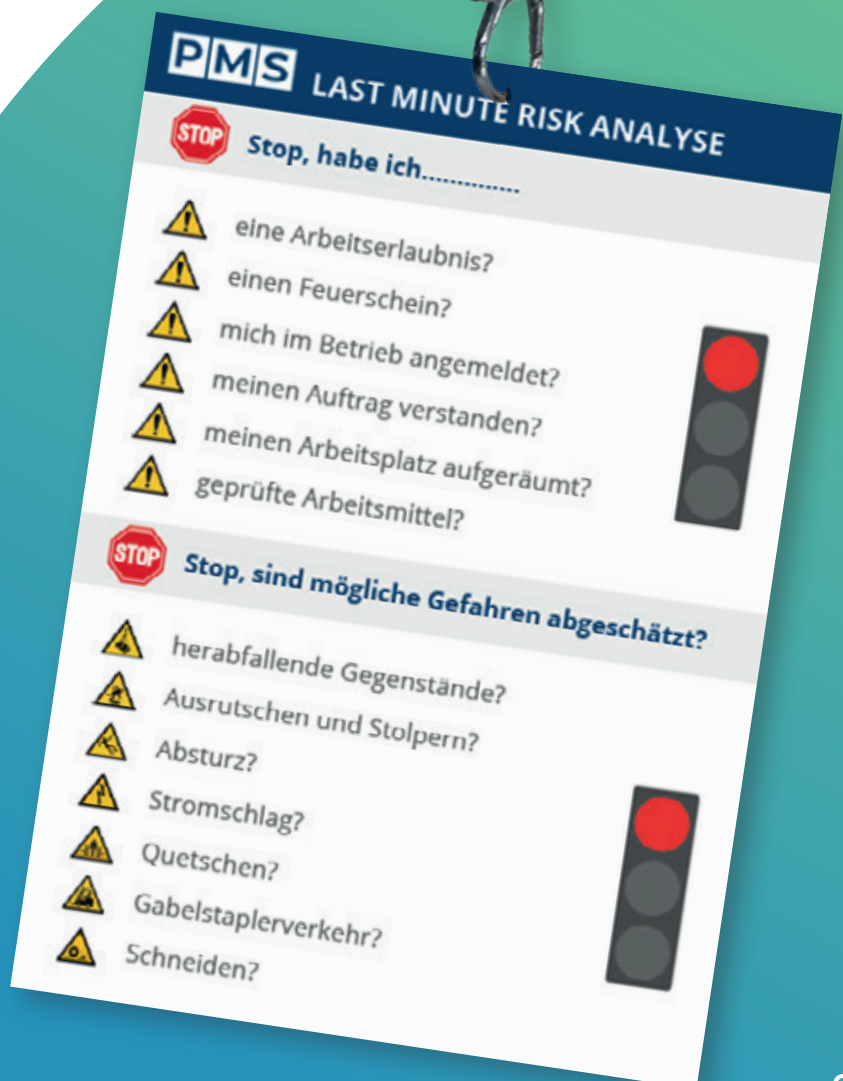 PMS LAST MINUTE RISK ANALYSE
STOP Stop, habe ich..............
eine Arbeitserlaubnis?
einen Feuerschein?
mich im Betrieb angemeldet?
meinen Auftrag verstanden?
meinen Arbeitsplatz aufgeräumt?
geprüfte Arbeitsmittel?
STOP Stop, sind mögliche Gefahren abgeschätzt?
herabfallende Gegenstände?
Ausrutschen und Stolpern?
Absturz?
Stromschlag?
Quetschen?
Gabelstaplerverkehr?
Schneiden?